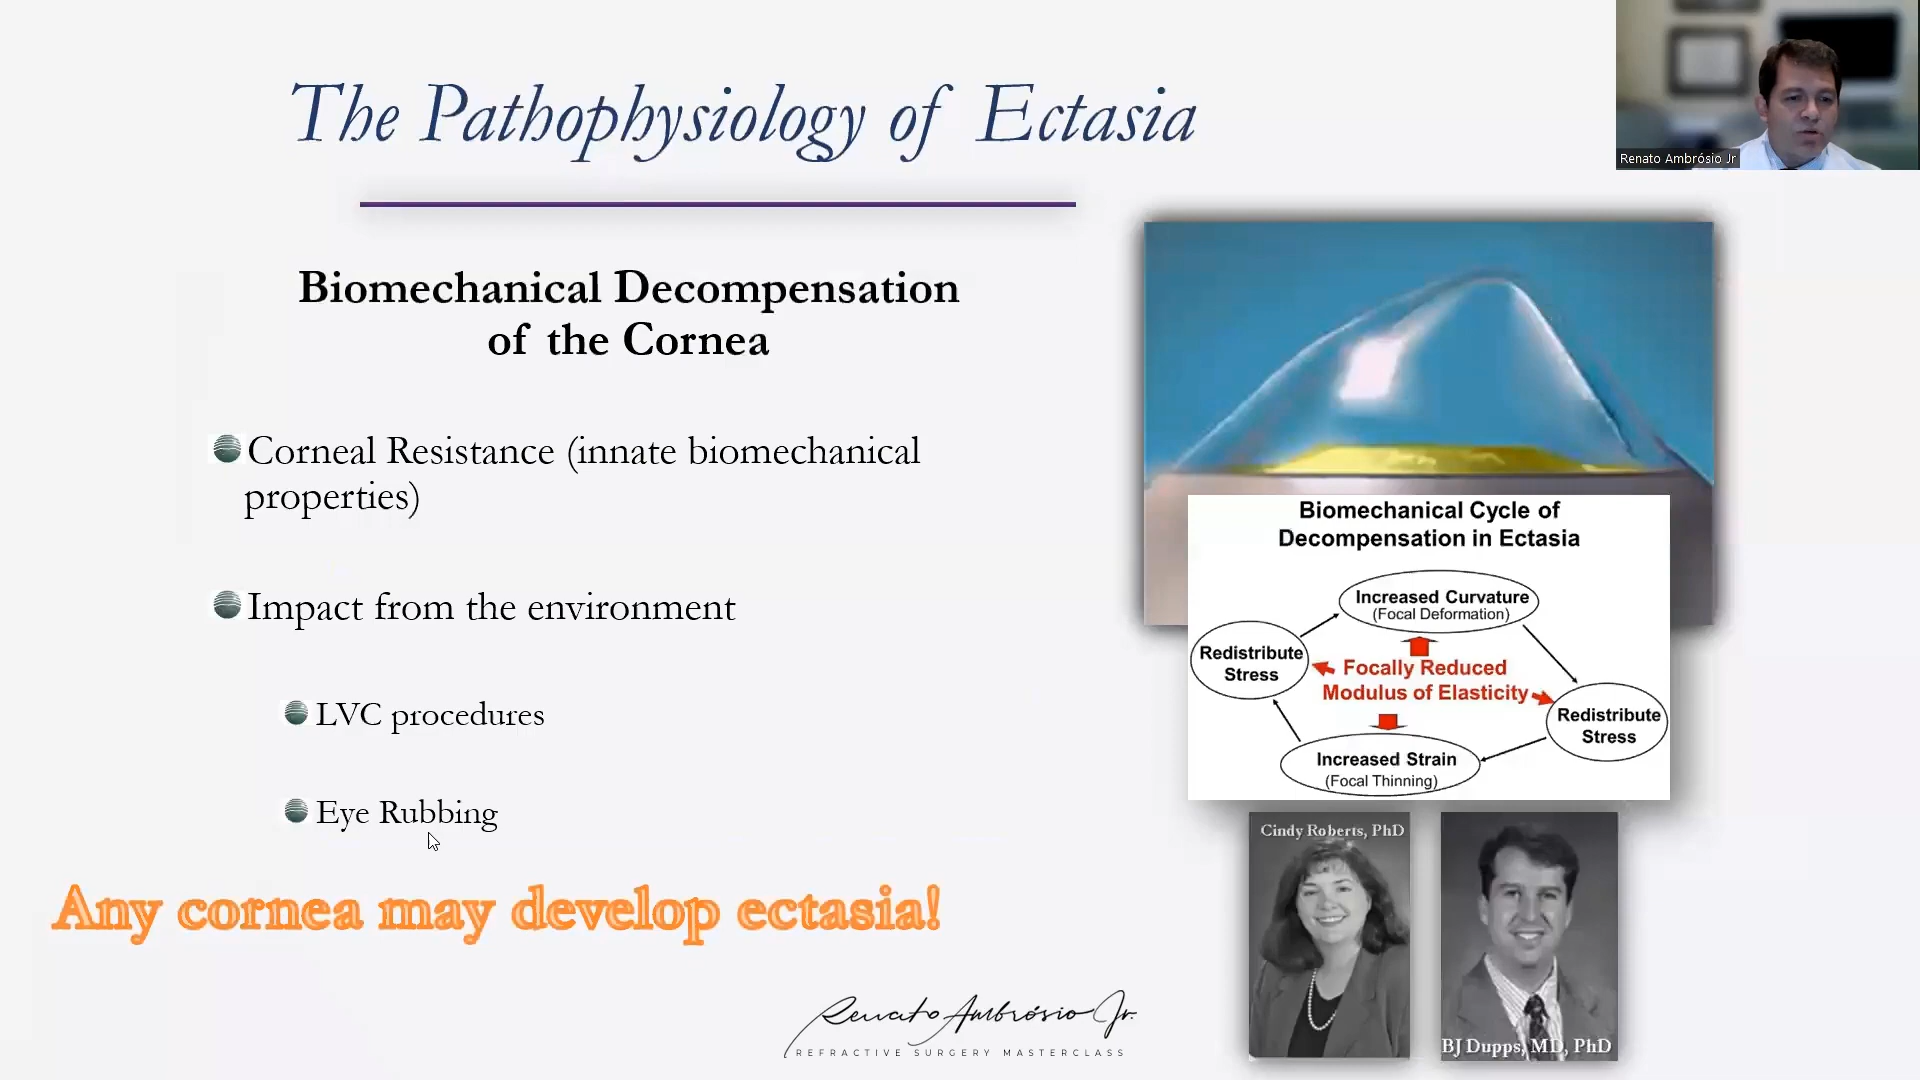 The Pathophysiology of Ectasia
Renato Ambrósio Jr
Biomechanical Decompensation
of the Cornea
Corneal Resistance (innate biomechanical
properties)
Impact from the environment
LVC procedures
Eye Rubbing
Any cornea may develop ectasia!
Biomechanical Cycle of
Decompensation in Ectasia
Increased Curvature
(Focal Deformation)
Redistribute
Stress
Focally Reduced
Modulus of Elasticity
Redistribute
Stress
Increased Strain
(Focal Thinning)
Cindy Roberts, PhD
BJ Dupps, MD, PhD
Renato Ambrósio Jr.
REFRACTIVE SURGERY MASTERCLASS